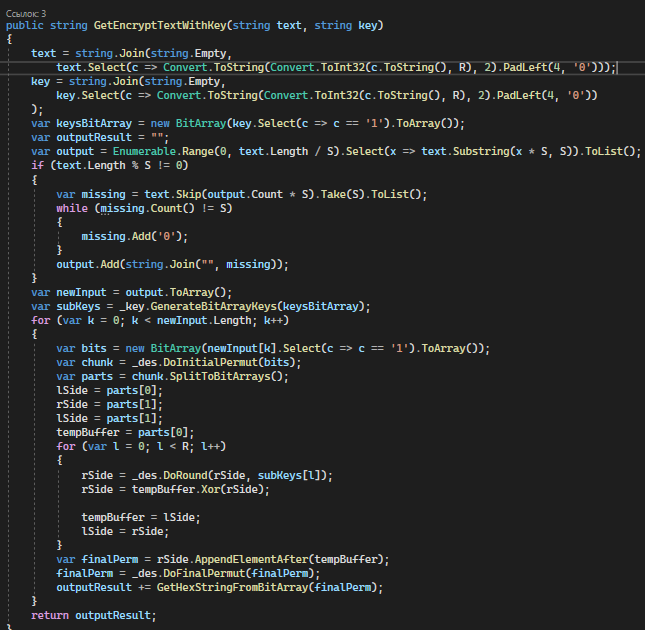 Ссылок: 3
public string GetEncryptTextWithKey(string text, string key)
{
text = string.Join(string.Empty,
text.Select(c => Convert.ToString(Convert.ToInt32(c.ToString(), R), 2).PadLeft(4, '0')));
key = string.Join(string.Empty,
key.Select(c => Convert.ToString(Convert.ToInt32(c.ToString(), R), 2).PadLeft(4, '0'))
);
var keysBitArray = new BitArray(key.Select(c => c == '1').ToArray());
var outputResult = "";
var output = Enumerable.Range(0, text.Length / S).Select(x => text.Substring(x * S, S)).ToList();
if (text.Length % S != 0)
{
var missing = text.Skip(output.Count * S).Take(S).ToList();
while (missing.Count() != S)
{
missing.Add('0');
}
output.Add(string.Join("", missing));
}
var newInput = output.ToArray();
var subKeys = _key.GenerateBitArrayKeys(keysBitArray);
for (var k = 0; k < newInput.Length; k++)
{
var bits = new BitArray(newInput[k].Select(c => c == '1').ToArray());
var chunk = _des.DoInitialPermut(bits);
var parts = chunk.SplitToBitArrays();
lSide = parts[0];
rSide = parts[1];
lSide = parts[1];
tempBuffer = parts[0];
for (var l = 0; l < R; l++)
{
rSide = _des.DoRound(rSide, subKeys[l]);
rSide = tempBuffer.Xor(rSide);
tempBuffer = lSide;
lSide = rSide;
}
var finalPerm = rSide.AppendElementAfter(tempBuffer);
finalPerm = _des.DoFinalPermut(finalPerm);
outputResult += GetHexStringFromBitArray(finalPerm);
}
return outputResult;
}